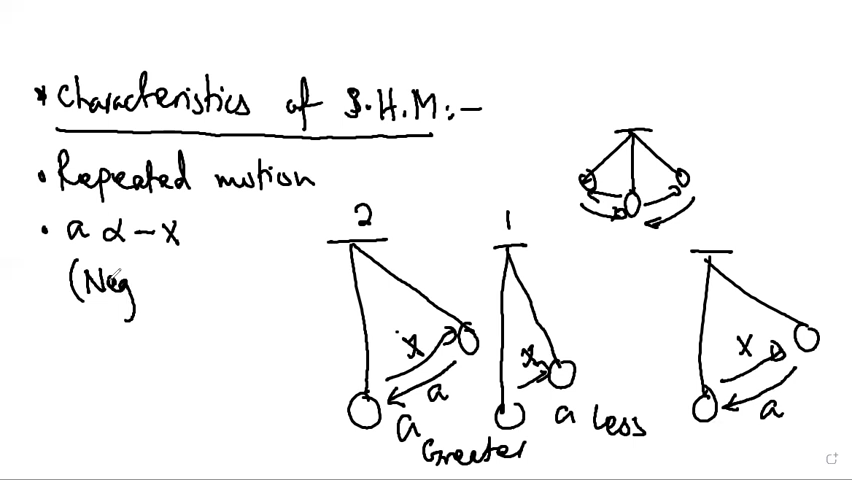 * Characteristics of S.H.M:-
• Repeated motion
• a α -x
(Neg
2
1
x
a
a Greater
x
a Less
x
a